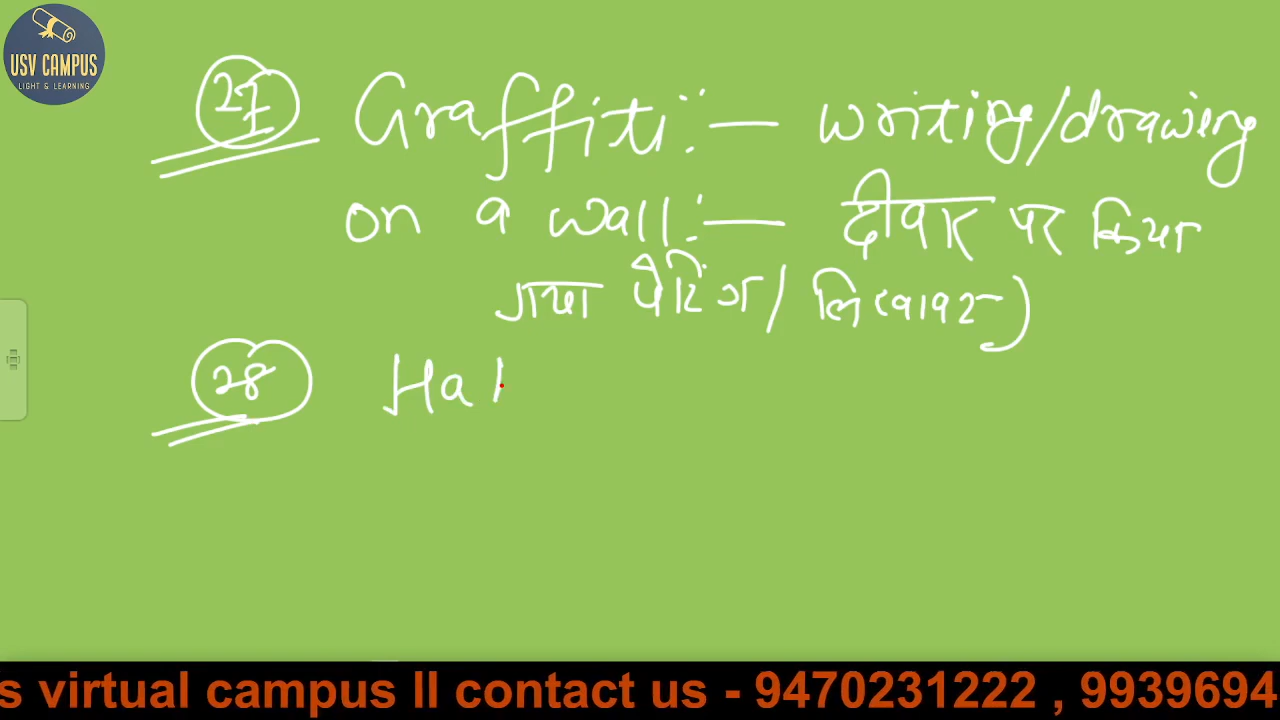 USV CAMPUS
LIGHT & LEARNING
27 Graffiti :- writing/drawing
on a wall :- दीवार पर किया
गया पेंटिंग/ लिखावट)
28 Hal
s virtual campus II contact us - 9470231222 , 9939694